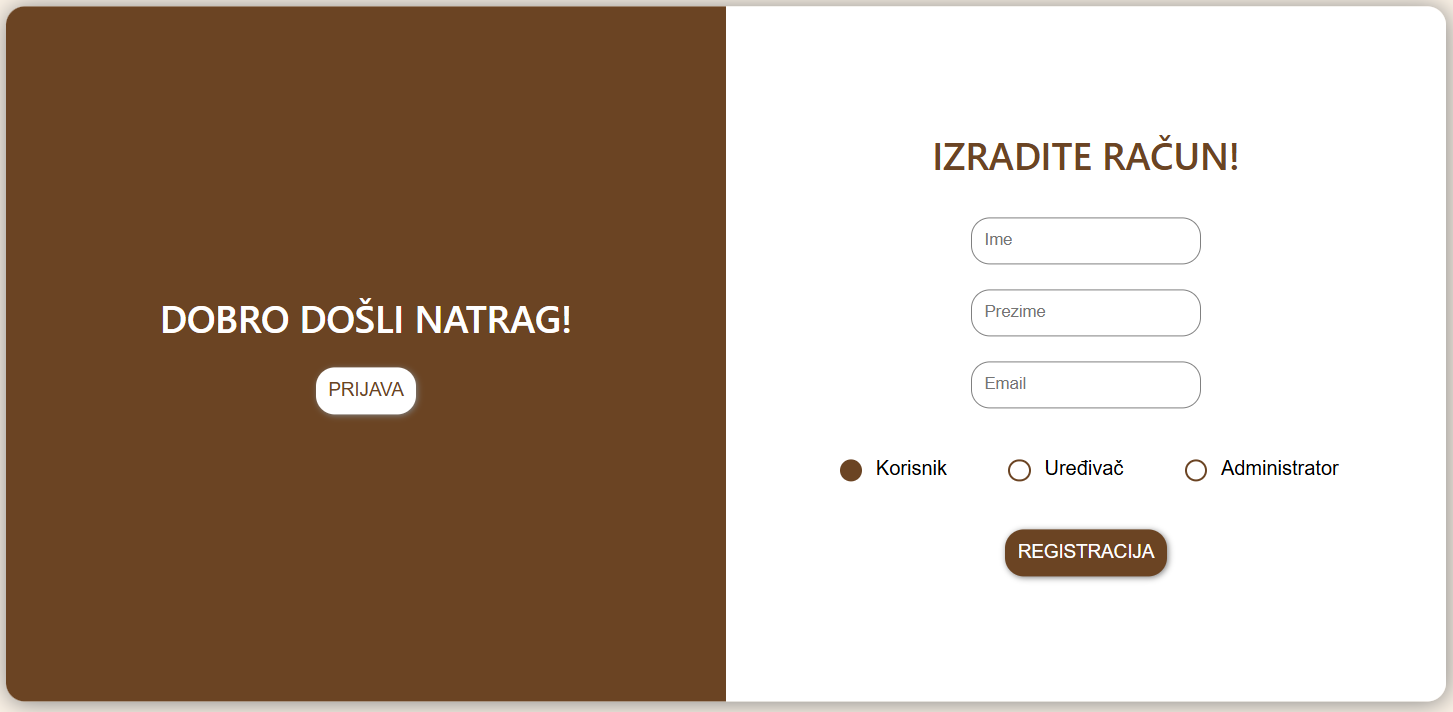 DOBRO DOŠLI NATRAG!
PRIJAVA
IZRADITE RAČUN!
Ime
Prezime
Email
Korisnik Uređivač Administrator
REGISTRACIJA